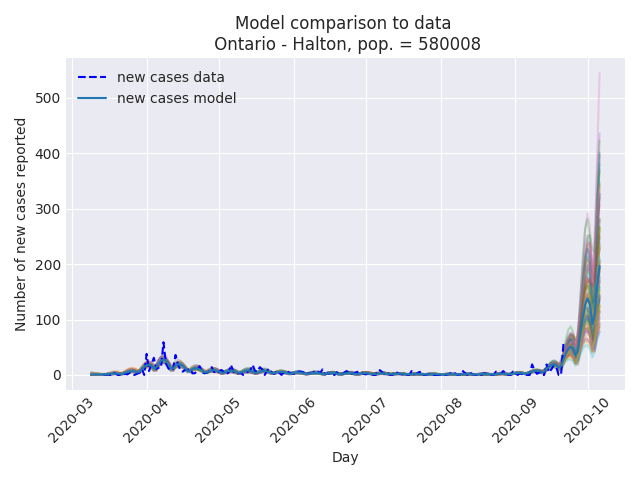 Model comparison to data
Ontario - Halton, pop. = 580008
new cases data
new cases model
Number of new cases reported
500
400
300
200
100
0
2020-03
2020-04
2020-05
2020-06
2020-07
2020-08
2020-09
2020-10
Day